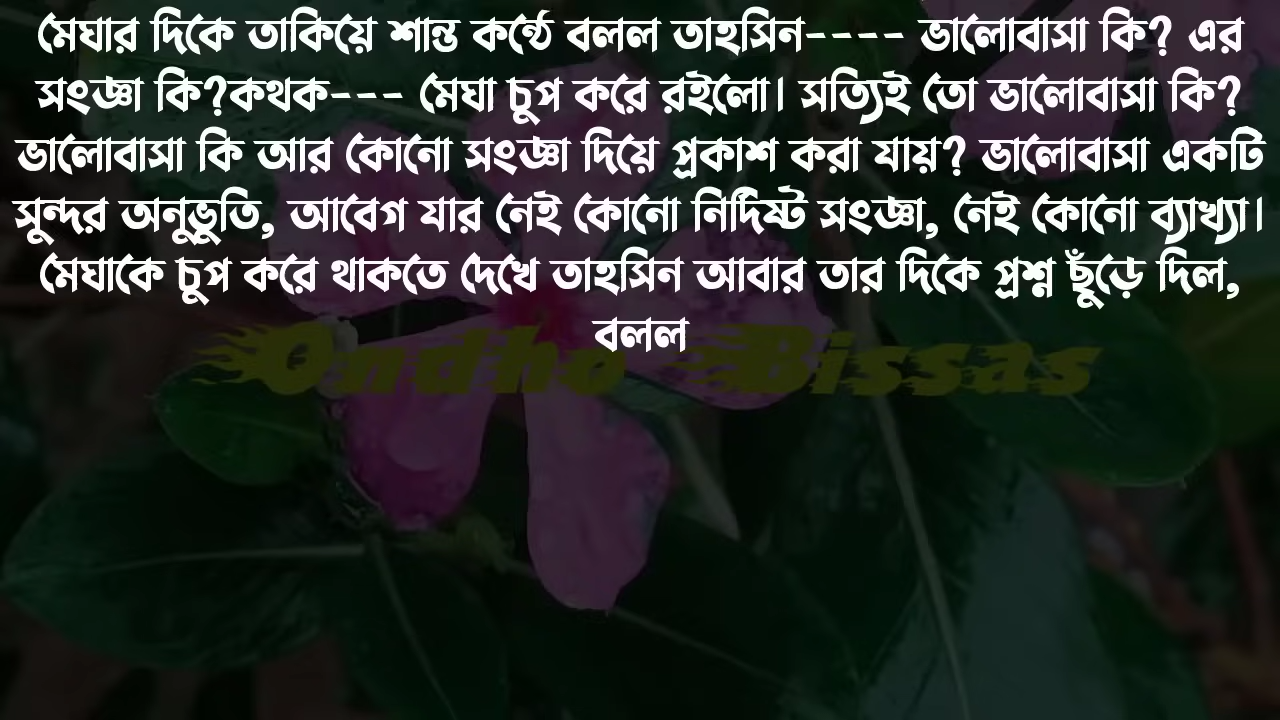 মেঘার দিকে তাকিয়ে শান্ত কন্ঠে বলল তাহসিন---- ভালোবাসা কি? এর
সংজ্ঞা কি?কথক--- মেঘা চুপ করে রইলো। সত্যিই তো ভালোবাসা কি?
ভালোবাসা কি আর কোনো সংজ্ঞা দিয়ে প্রকাশ করা যায়? ভালোবাসা একটি
সুন্দর অনুভুতি, আবেগ যার নেই কোনো নির্দিষ্ট সংজ্ঞা, নেই কোনো ব্যাখ্যা।
মেঘাকে চুপ করে থাকতে দেখে তাহসিন আবার তার দিকে প্রশ্ন ছুঁড়ে দিল,
বলল
Ondho Bissas